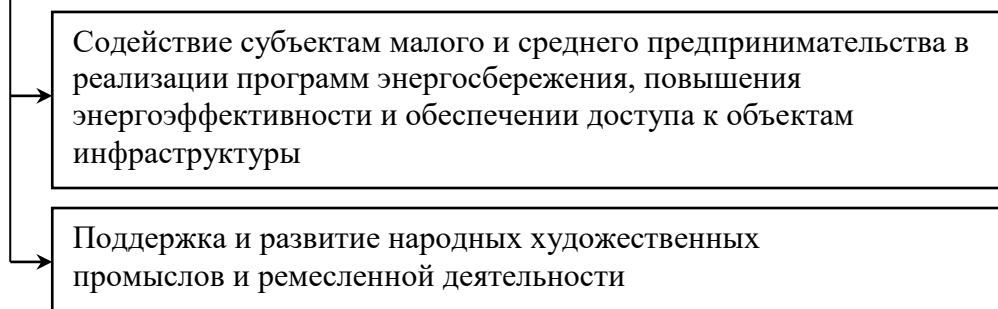 Содействие субъектам малого и среднего предпринимательства в
реализации программ энергосбережения, повышения
энергоэффективности и обеспечении доступа к объектам
инфраструктуры
Поддержка и развитие народных художественных
промыслов и ремесленной деятельности